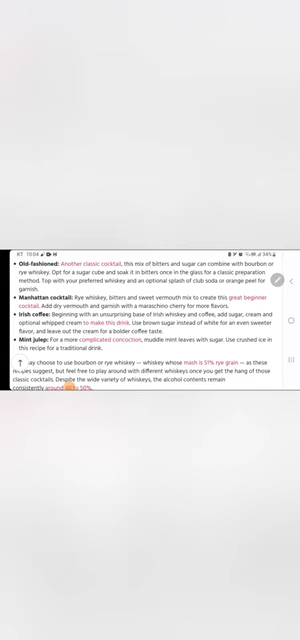 KT 10:04
34%
• Old-fashioned: Another classic cocktail, this mix of bitters and sugar can combine with bourbon or
rye whiskey. Opt for a sugar cube and soak it in bitters once in the glass for a classic preparation
method. Top with your preferred whiskey and an optional splash of club soda or orange peel for
garnish.
• Manhattan cocktail: Rye whiskey, bitters and sweet vermouth mix to create this great beginner
cocktail. Add dry vermouth and garnish with a maraschino cherry for more flavors.
• Irish coffee: Beginning with an unsurprising base of Irish whiskey and coffee, add sugar, cream and
optional whipped cream to make this drink. Use brown sugar instead of white for an even sweeter
flavor, and leave out the cream for a bolder coffee taste.
• Mint julep: For a more complicated concoction, muddle mint leaves with sugar. Use crushed ice in
this recipe for a traditional drink.
may choose to use bourbon or rye whiskey — whiskey whose mash is 51% rye grain — as these
suggest, but feel free to play around with different whiskeys once you get the hang of those
classic cocktails. Despite the wide variety of whiskeys, the alcohol contents remain
consistently around 40 to 50%.